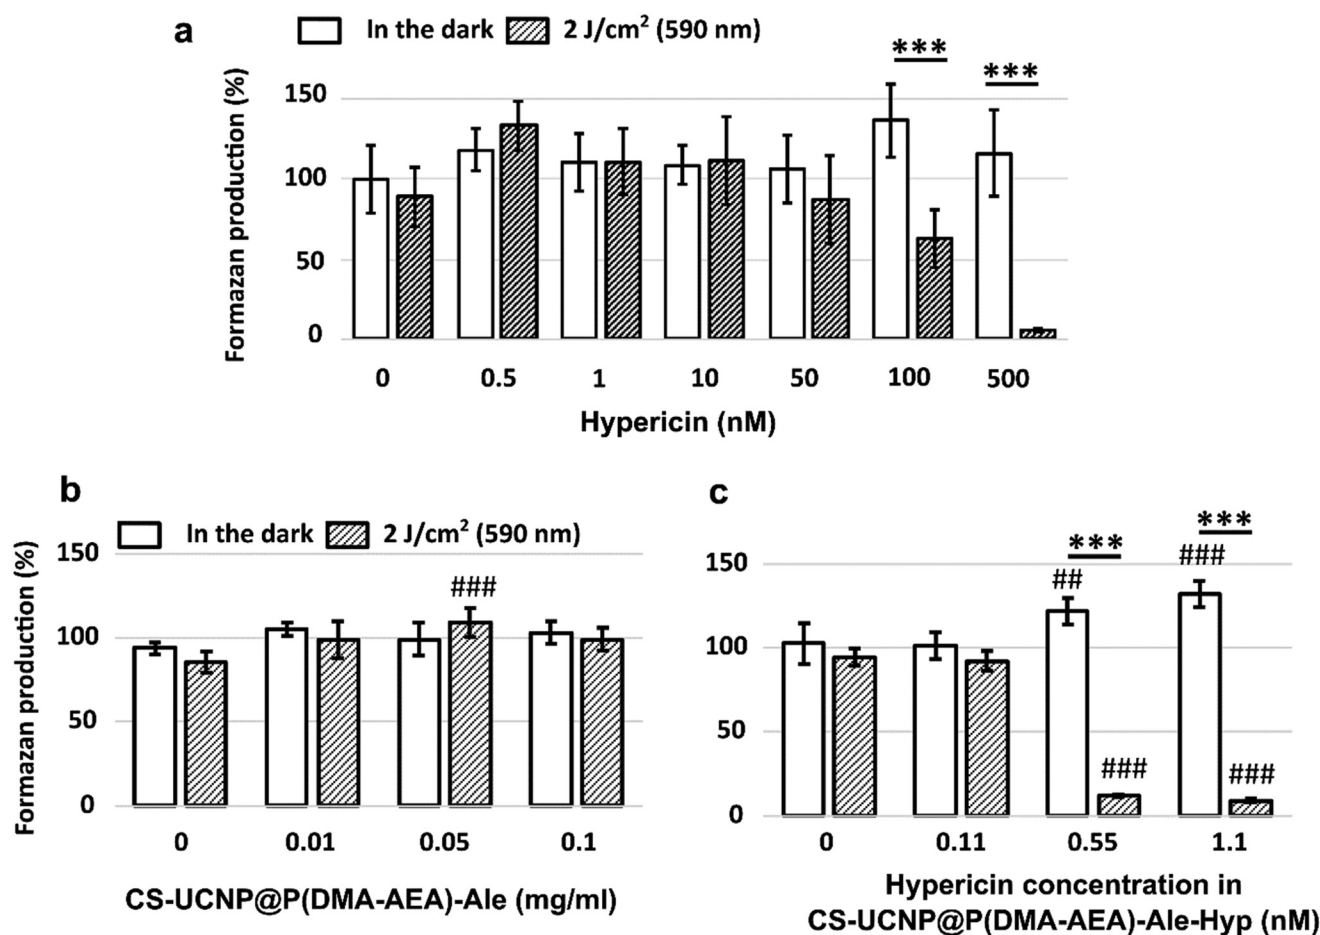 a
In the dark 2 J/cm² (590 nm)
***
***
Formazan production (%)
150
100
50
0
0 0.5 1 10 50 100 500
Hypericin (nM)
b
In the dark 2 J/cm² (590 nm)
Formazan production (%)
150
100
50
0
###
0 0.01 0.05 0.1
CS-UCNP@P(DMA-AEA)-Ale (mg/ml)
c
***
***
###
##
150
100
50
0
###
###
0 0.11 0.55 1.1
Hypericin concentration in
CS-UCNP@P(DMA-AEA)-Ale-Hyp (nM)